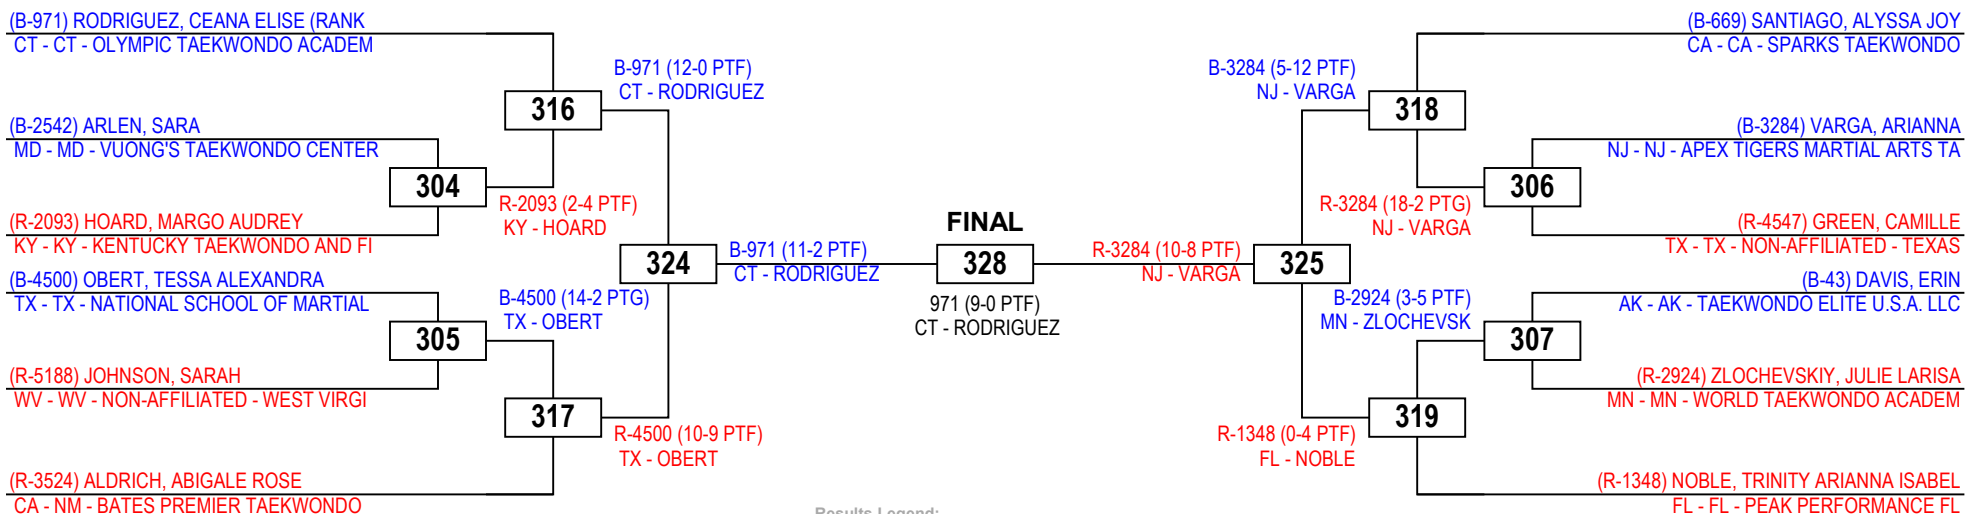 (B-971) RODRIGUEZ, CEANA ELISE (RANK
CT - CT - OLYMPIC TAEKWONDO ACADEM
B-971 (12-0 PTF)
CT - RODRIGUEZ
316
(B-2542) ARLEN, SARA
MD - MD - VUONG'S TAEKWONDO CENTER
304
R-2093 (2-4 PTF)
KY - HOARD
(R-2093) HOARD, MARGO AUDREY
KY - KY - KENTUCKY TAEKWONDO AND FI
324
B-971 (11-2 PTF)
CT - RODRIGUEZ
(B-4500) OBERT, TESSA ALEXANDRA
TX - TX - NATIONAL SCHOOL OF MARTIAL
B-4500 (14-2 PTG)
TX - OBERT
305
(R-5188) JOHNSON, SARAH
WV - WV - NON-AFFILIATED - WEST VIRGI
317
R-4500 (10-9 PTF)
TX - OBERT
(R-3524) ALDRICH, ABIGALE ROSE
CA - NM - BATES PREMIER TAEKWONDO
FINAL
328
971 (9-0 PTF)
CT - RODRIGUEZ
Results Legend:
(B-669) SANTIAGO, ALYSSA JOY
CA - CA - SPARKS TAEKWONDO
B-3284 (5-12 PTF)
NJ - VARGA
318
(B-3284) VARGA, ARIANNA
NJ - NJ - APEX TIGERS MARTIAL ARTS TA
306
R-3284 (18-2 PTG)
NJ - VARGA
(R-4547) GREEN, CAMILLE
TX - TX - NON-AFFILIATED - TEXAS
R-3284 (10-8 PTF)
NJ - VARGA
325
(B-43) DAVIS, ERIN
AK - AK - TAEKWONDO ELITE U.S.A. LLC
B-2924 (3-5 PTF)
MN - ZLOCHEVSK
307
(R-2924) ZLOCHEVSKIY, JULIE LARISA
MN - MN - WORLD TAEKWONDO ACADEM
319
R-1348 (0-4 PTF)
FL - NOBLE
(R-1348) NOBLE, TRINITY ARIANNA ISABEL
FL - FL - PEAK PERFORMANCE FL